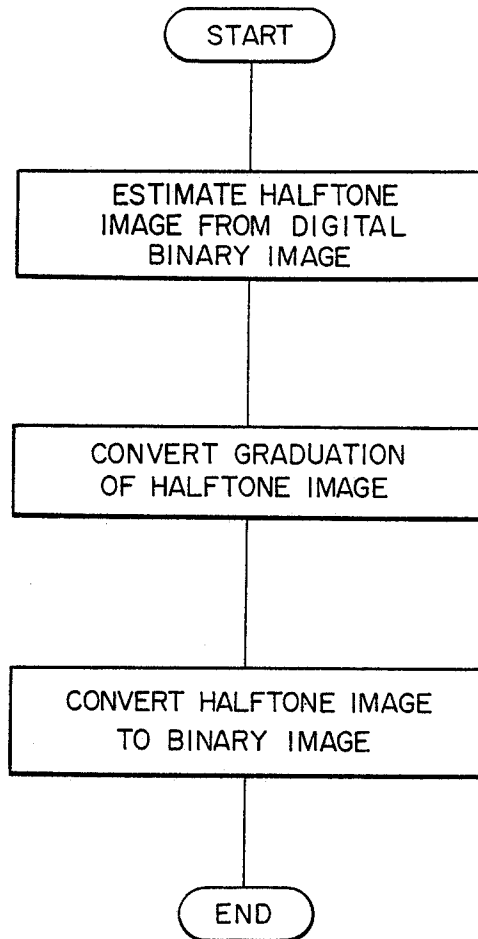 START
ESTIMATE HALFTONE
IMAGE FROM DIGITAL
BINARY IMAGE
CONVERT GRADUATION
OF HALFTONE IMAGE
CONVERT HALFTONE IMAGE
TO BINARY IMAGE
END